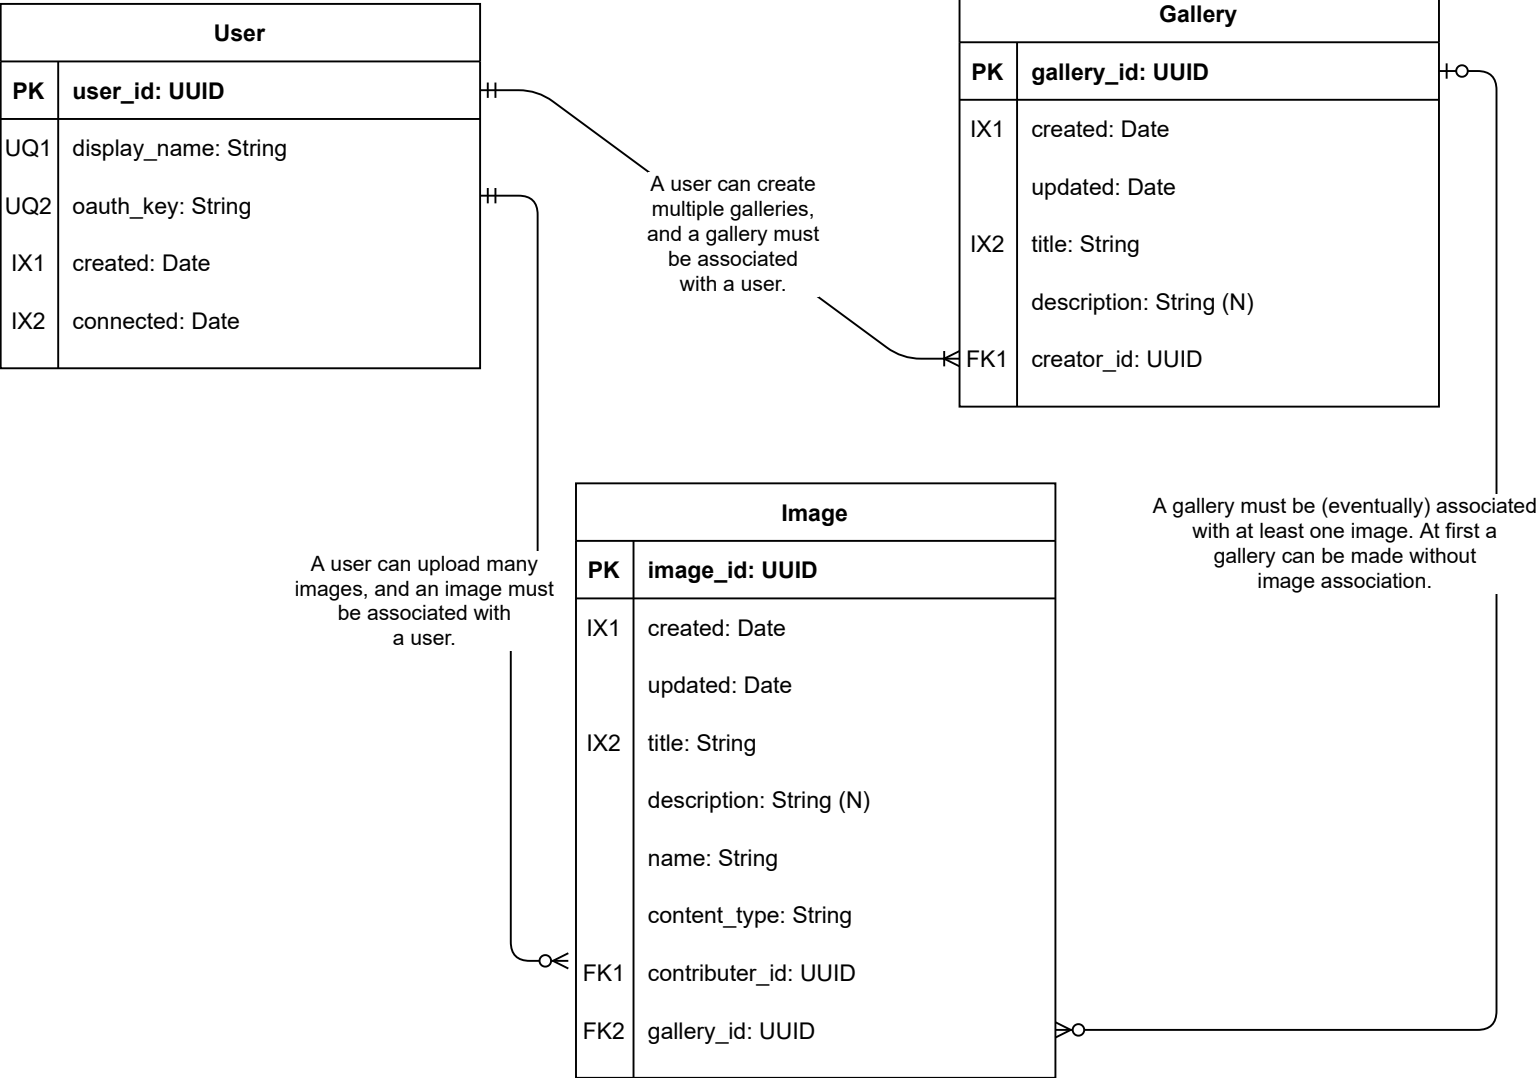 User
PK user_id: UUID
UQ1 display_name: String
UQ2 oauth_key: String
IX1 created: Date
IX2 connected: Date
A user can create
multiple galleries,
and a gallery must
be associated
with a user.
Gallery
PK gallery_id: UUID
IX1 created: Date
updated: Date
IX2 title: String
description: String (N)
FK1 creator_id: UUID
A user can upload many
images, and an image must
be associated with
a user.
Image
PK image_id: UUID
IX1 created: Date
updated: Date
IX2 title: String
description: String (N)
name: String
content_type: String
FK1 contributer_id: UUID
FK2 gallery_id: UUID
A gallery must be (eventually) associated
with at least one image. At first a
gallery can be made without
image association.